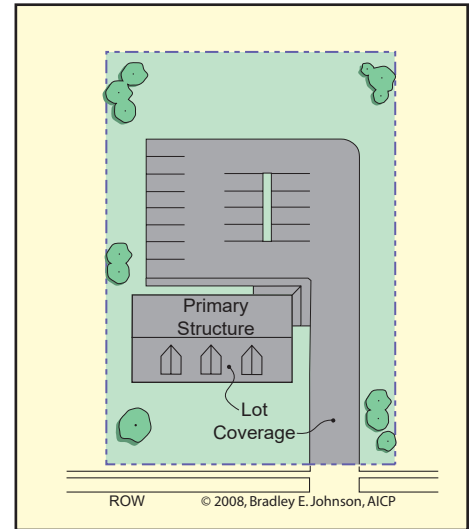 Primary
Structure
Lot
Coverage
ROW
© 2008, Bradley E. Johnson, AICP